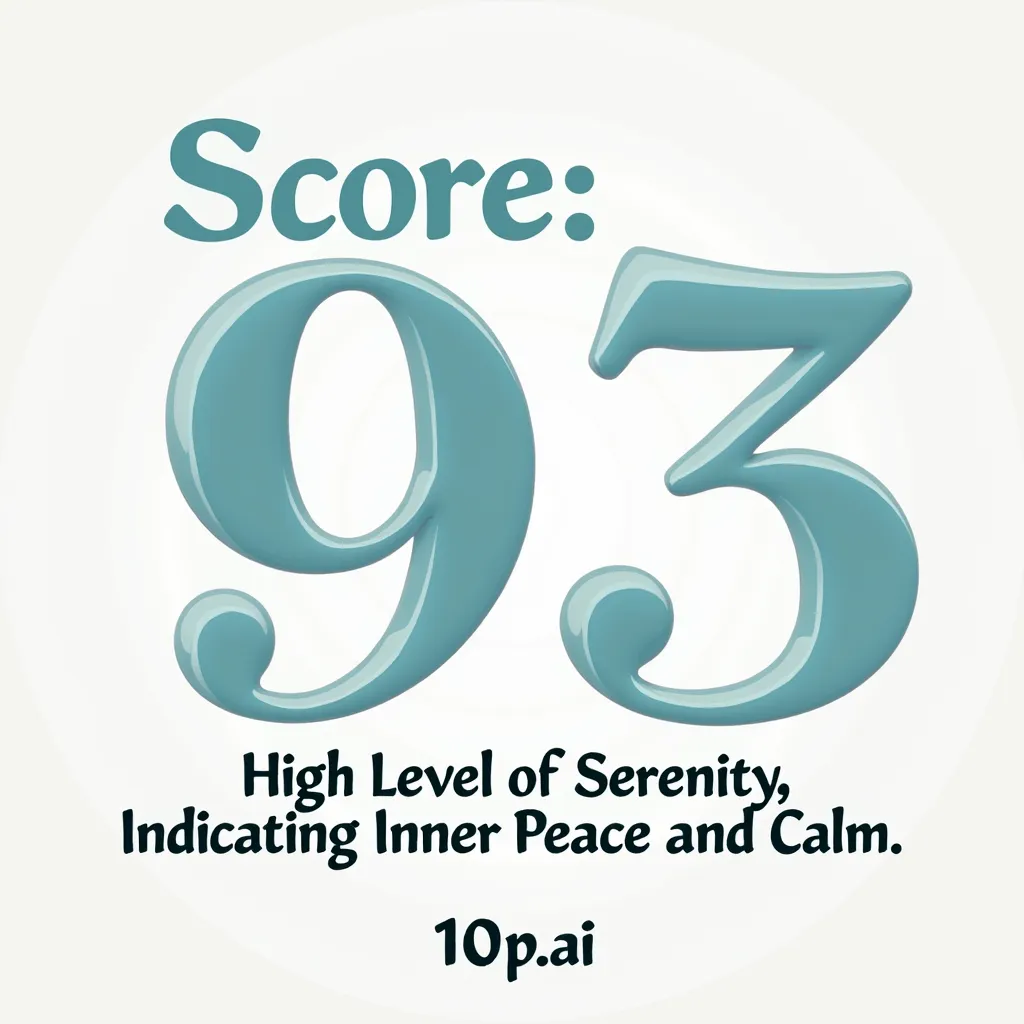 Score:
93
High Level of Serenity,
Indicating Inner Peace and Calm.
10p.ai